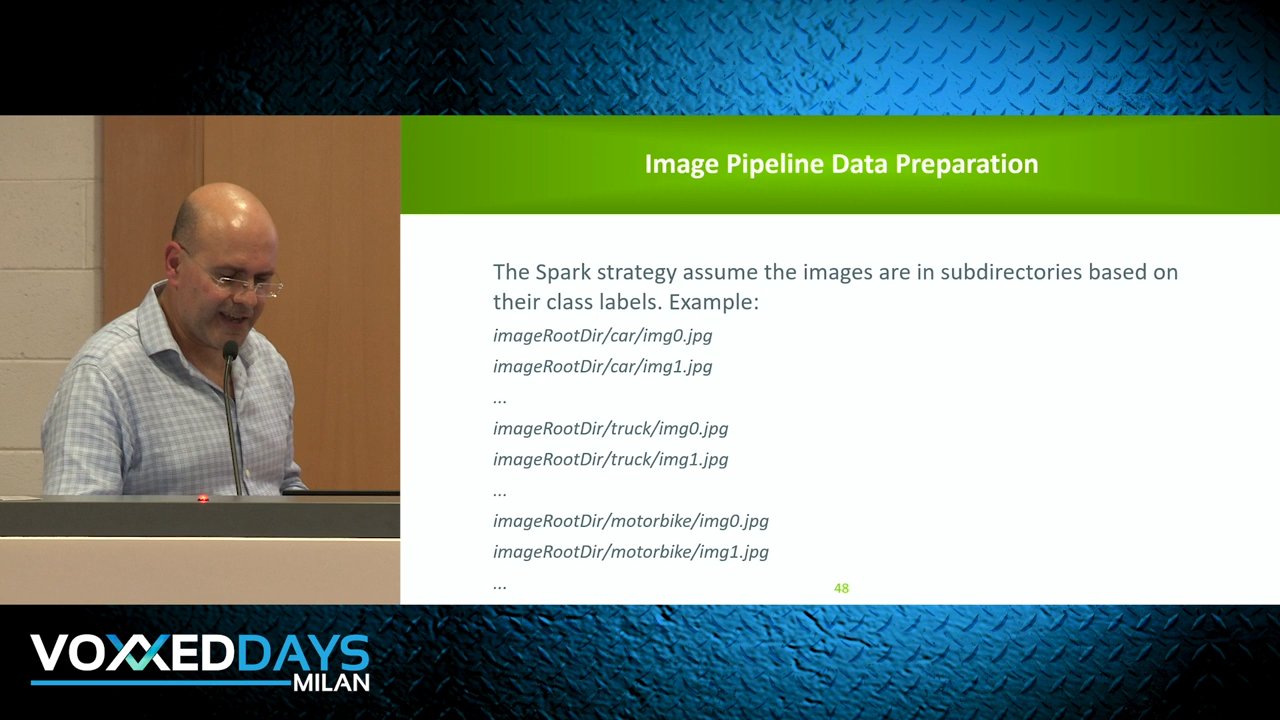 Image Pipeline Data Preparation
The Spark strategy assume the images are in subdirectories based on
their class labels. Example:
imageRootDir/car/img0.jpg
imageRootDir/car/img1.jpg
...
imageRootDir/truck/img0.jpg
imageRootDir/truck/img1.jpg
...
imageRootDir/motorbike/img0.jpg
imageRootDir/motorbike/img1.jpg
...
48
VOXXEDDAYS
MILAN